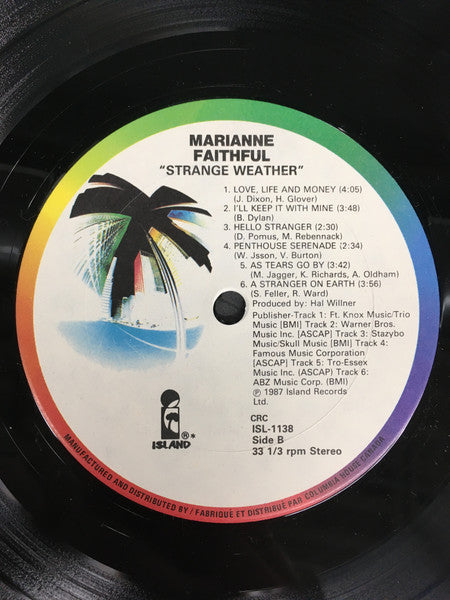 MARIANNE
FAITHFUL
"STRANGE WEATHER"
1. LOVE, LIFE AND MONEY (4:05)
(J. Dixon, H. Glover)
2. I'LL KEEP IT WITH MINE (3:48)
(B. Dylan)
3. HELLO STRANGER (2:30)
(D. Pomus, M. Rebennack)
4. PENTHOUSE SERENADE (2:34)
(W. Jsson, V. Burton)
5. AS TEARS GO BY (3:42)
(M. Jagger, K. Richards, A. Oldham)
6. A STRANGER ON EARTH (3:56)
(S. Feller, R. Ward)
Produced by: Hal Willner
Publisher-Track 1: Ft. Knox Music/Trio
Music [BMI] Track 2: Warner Bros.
Music Inc. [ASCAP] Track 3: Stazybo
Music/Skull Music [BMI] Track 4:
Famous Music Corporation
[ASCAP] Track 5: Tro-Essex
Music Inc. [ASCAP] Track 6:
ABZ Music Corp. (BMI)
℗ 1987 Island Records
Ltd.
CRC
ISL-1138
Side B
33 1/3 rpm Stereo
ISLAND ®*
MANUFACTURED AND DISTRIBUTED BY / FABRIQUÉ ET DISTRIBUÉ PAR COLUMBIA HOUSE CANADA